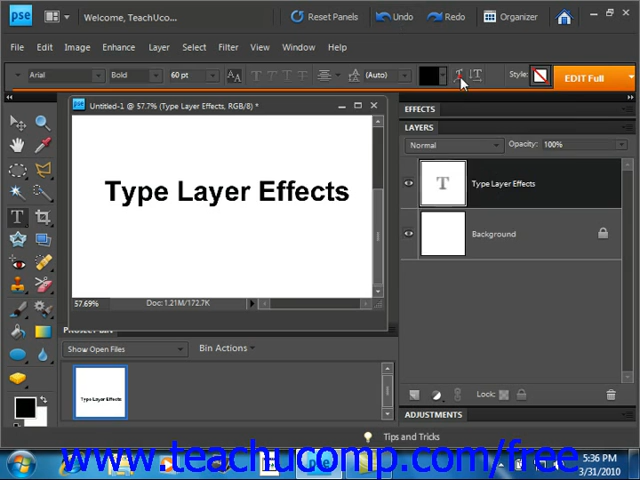 pse Welcome, TeachUco... Reset Panels Undo Redo Organizer
File Edit Image Enhance Layer Select Filter View Window Help
Arial Bold 60 pt (Auto) Style: EDIT Full
Untitled-1 @ 57.7% (Type Layer Effects, RGB/8) *
Type Layer Effects
57.69% Doc:1.21M/172.7K
EFFECTS
LAYERS
Normal Opacity: 100%
Type Layer Effects
Background
Lock:
ADJUSTMENTS
PROJECT BIN
Show Open Files Bin Actions
Type Layer Effects
Tips and Tricks
www.teachucomp.com/free
pse
5:36 PM
3/31/2010